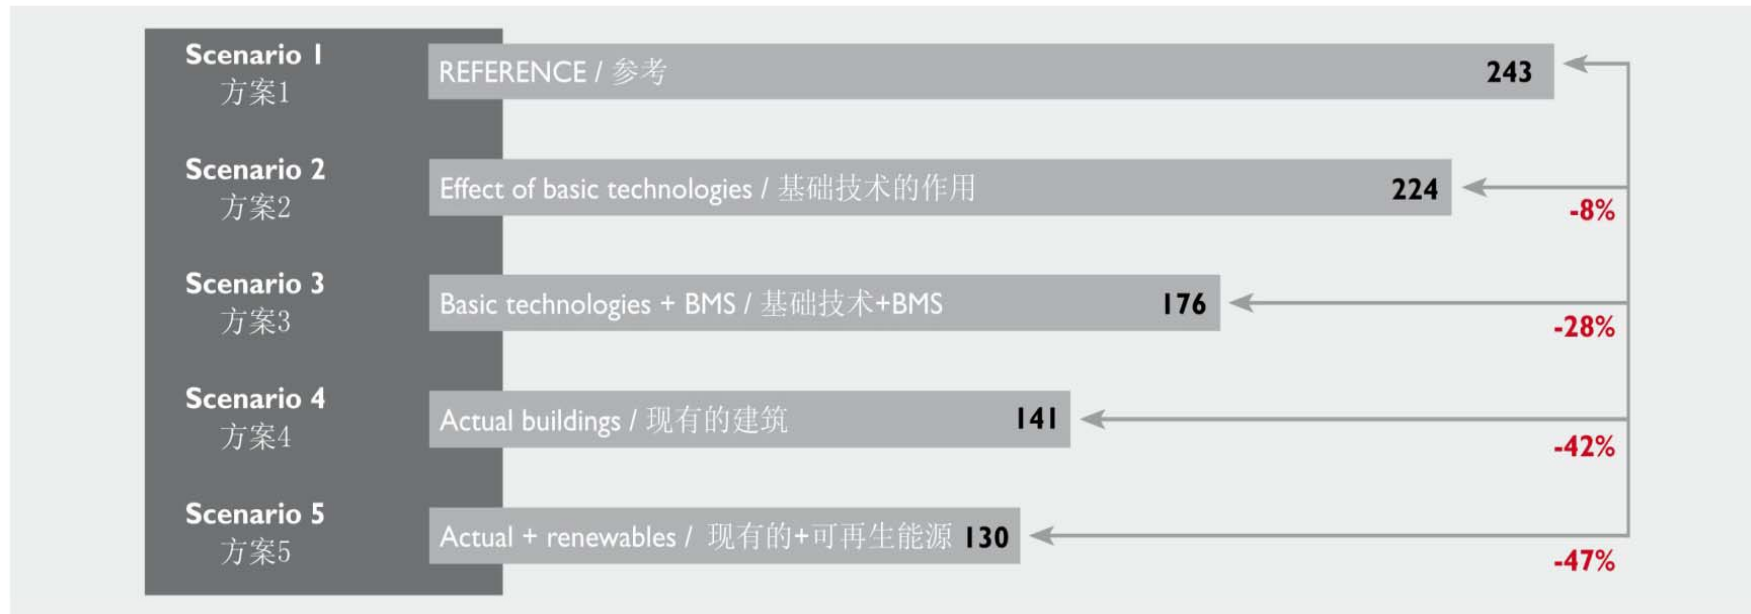 Scenario 1
方案1
REFERENCE / 参考
243
Scenario 2
方案2
Effect of basic technologies / 基础技术的作用
224
-8%
Scenario 3
方案3
Basic technologies + BMS / 基础技术+BMS
176
-28%
Scenario 4
方案4
Actual buildings / 现有的建筑
141
-42%
Scenario 5
方案5
Actual + renewables / 现有的+可再生能源
130
-47%